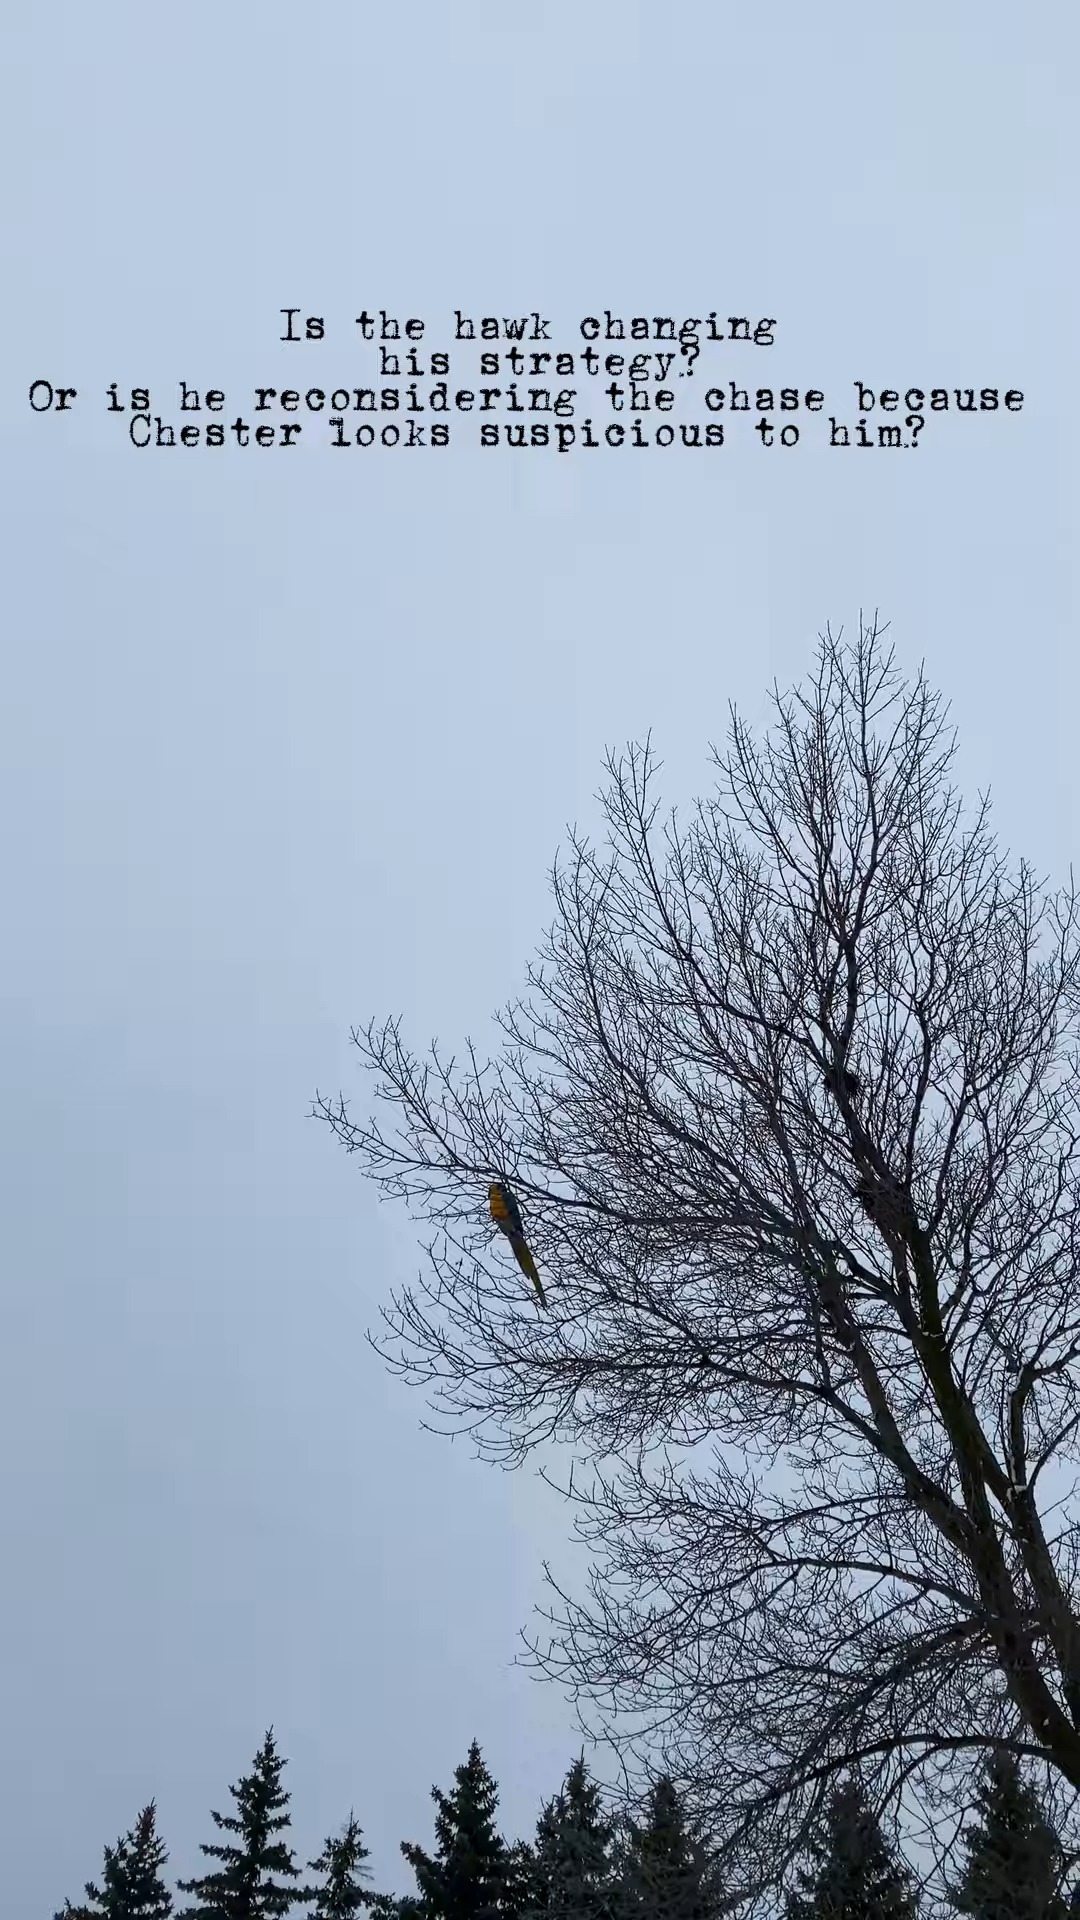 Is the hawk changing
his strategy?
Or is he reconsidering the chase because
Chester looks suspicious to him?